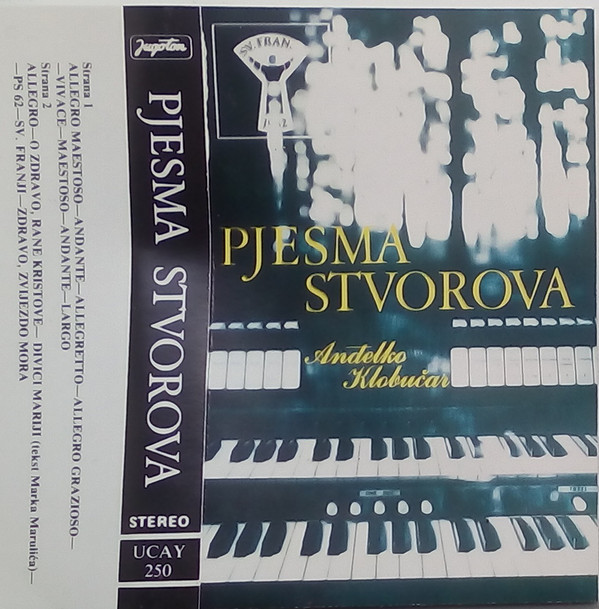 Strana 1
ALLEGRO MAESTOSO—ANDANTE—ALLEGRETTO—ALLEGRO GRAZIOSO—
—VIVACE—MAESTOSO—ANDANTE—LARGO
Strana 2
ALLEGRO—O ZDRAVO, RANE KRISTOVE—DIVICI MARIJI (tekst Marka Marulića)—
—PS 62—SV. FRANJI—ZDRAVO, ZVIJEZDO MORA
Jugoton
PJESMA STVOROVA
STEREO
UCAY
250
SV. FRAN.
PJESMA
STVOROVA
Anđelko
Klobučar